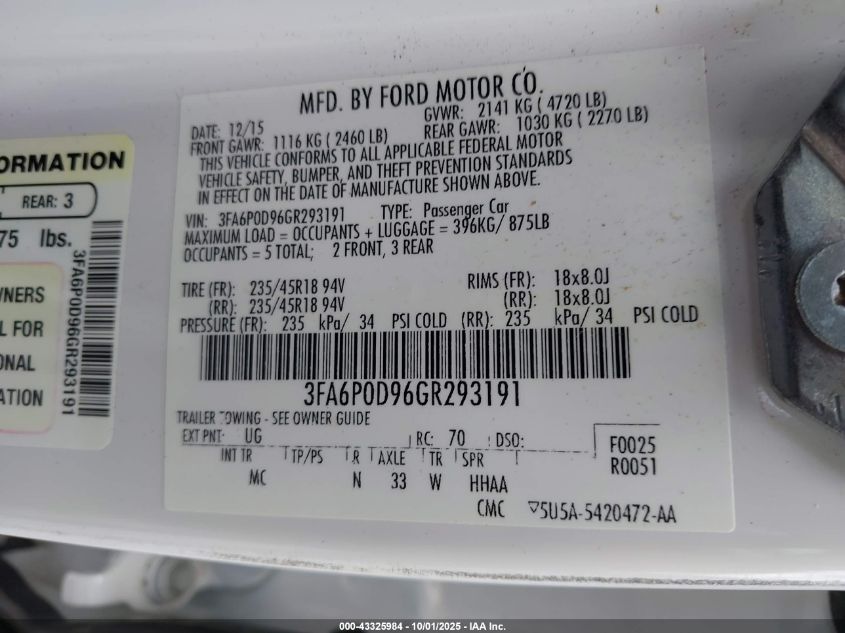 ORMATION
REAR: 3
75 lbs.
WNERS
L FOR
ONAL
ATION
3FA6P0D96GR293191
MFD. BY FORD MOTOR CO.
DATE: 12/15 GVWR: 2141 KG ( 4720 LB)
FRONT GAWR: 1116 KG ( 2460 LB) REAR GAWR: 1030 KG ( 2270 LB)
THIS VEHICLE CONFORMS TO ALL APPLICABLE FEDERAL MOTOR
VEHICLE SAFETY, BUMPER, AND THEFT PREVENTION STANDARDS
IN EFFECT ON THE DATE OF MANUFACTURE SHOWN ABOVE.
VIN: 3FA6P0D96GR293191 TYPE: Passenger Car
MAXIMUM LOAD = OCCUPANTS + LUGGAGE = 396KG/ 875LB
OCCUPANTS = 5 TOTAL; 2 FRONT, 3 REAR
TIRE (FR): 235/45R18 94V RIMS (FR): 18x8.0J
(RR): 235/45R18 94V (RR): 18x8.0J
PRESSURE (FR): 235 kPa/ 34 PSI COLD (RR): 235 kPa/ 34 PSI COLD
3FA6P0D96GR293191
TRAILER TOWING - SEE OWNER GUIDE
EXT PNT: UG RC: 70 DSO: F0025
INT TR TP/PS R AXLE TR SPR R0051
MC N 33 W HHAA
CMC ▽5U5A-5420472-AA
000-43325984 - 10/01/2025 - IAA Inc.